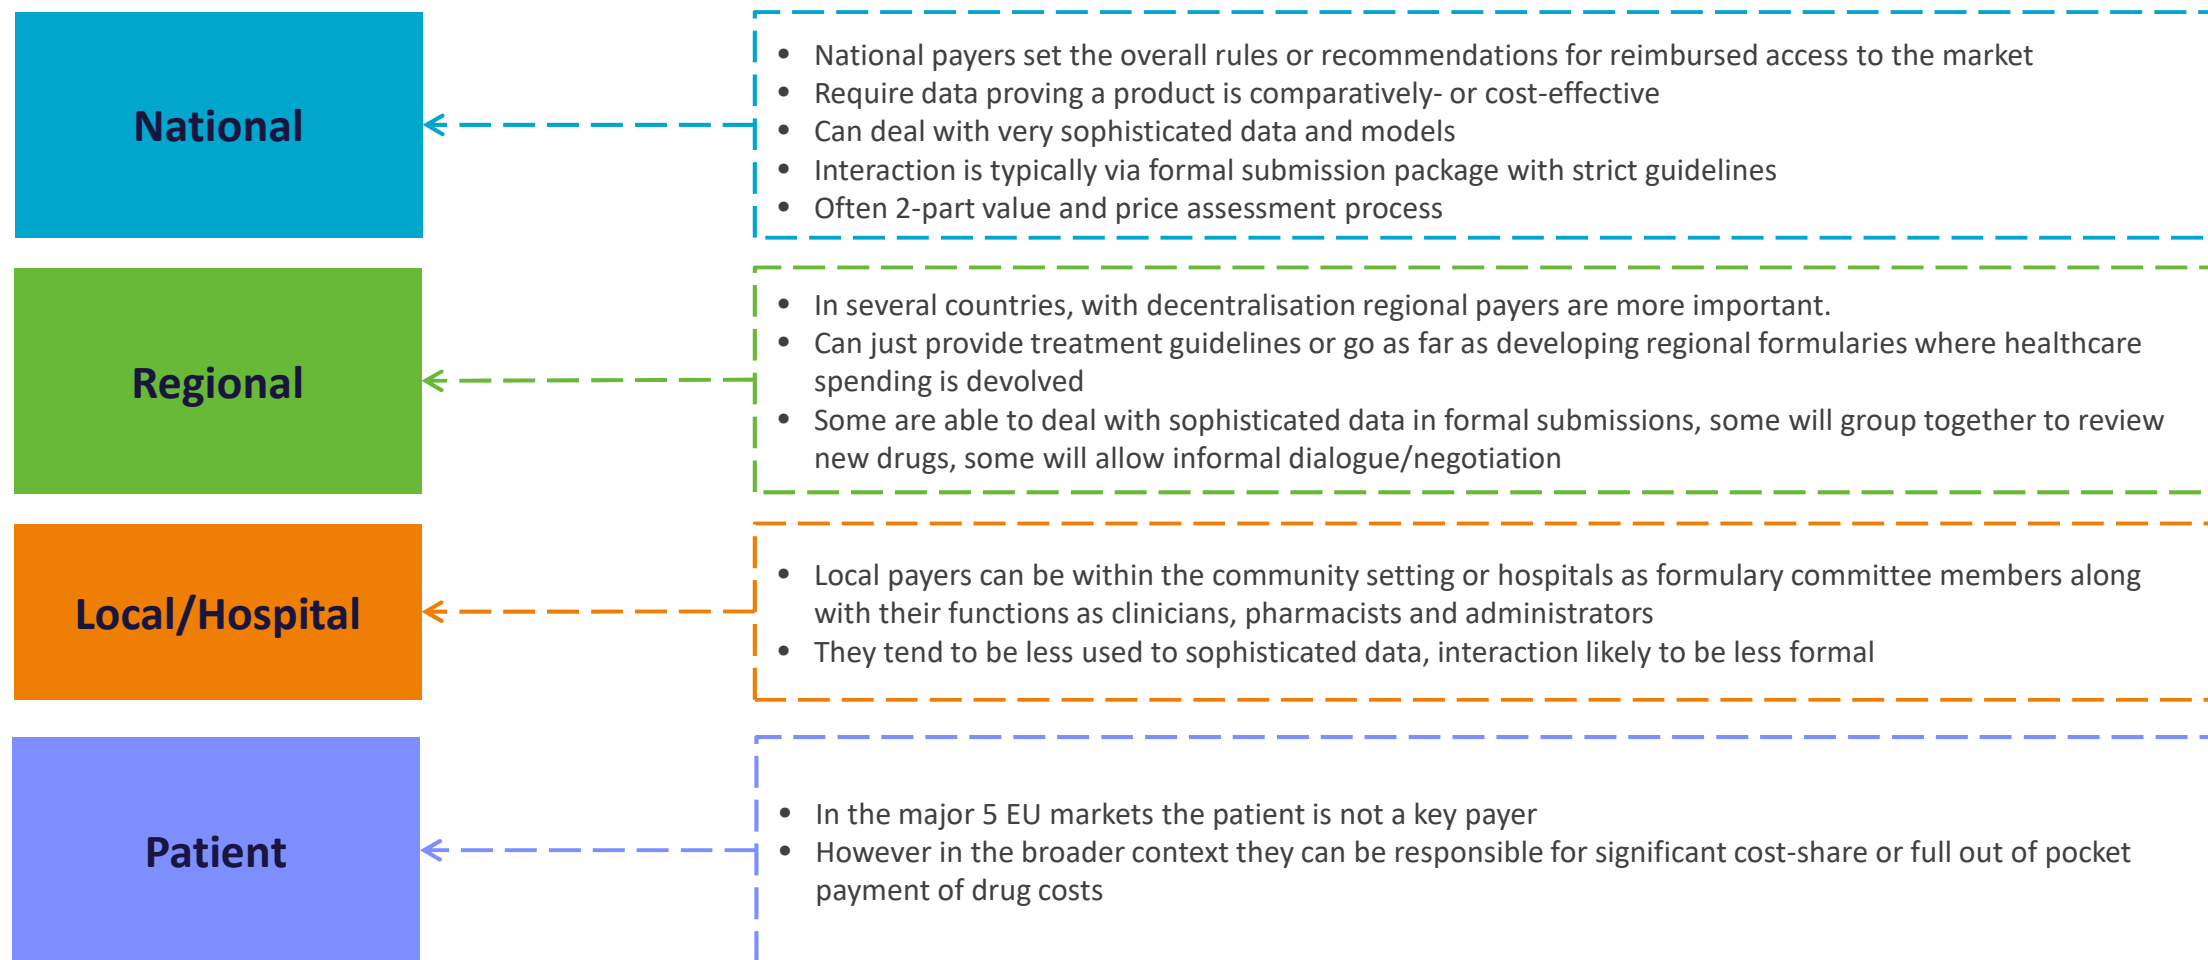 National
• National payers set the overall rules or recommendations for reimbursed access to the market
• Require data proving a product is comparatively- or cost-effective
• Can deal with very sophisticated data and models
• Interaction is typically via formal submission package with strict guidelines
• Often 2-part value and price assessment process
Regional
• In several countries, with decentralisation regional payers are more important.
• Can just provide treatment guidelines or go as far as developing regional formularies where healthcare
spending is devolved
• Some are able to deal with sophisticated data in formal submissions, some will group together to review
new drugs, some will allow informal dialogue/negotiation
Local/Hospital
• Local payers can be within the community setting or hospitals as formulary committee members along
with their functions as clinicians, pharmacists and administrators
• They tend to be less used to sophisticated data, interaction likely to be less formal
Patient
• In the major 5 EU markets the patient is not a key payer
• However in the broader context they can be responsible for significant cost-share or full out of pocket
payment of drug costs